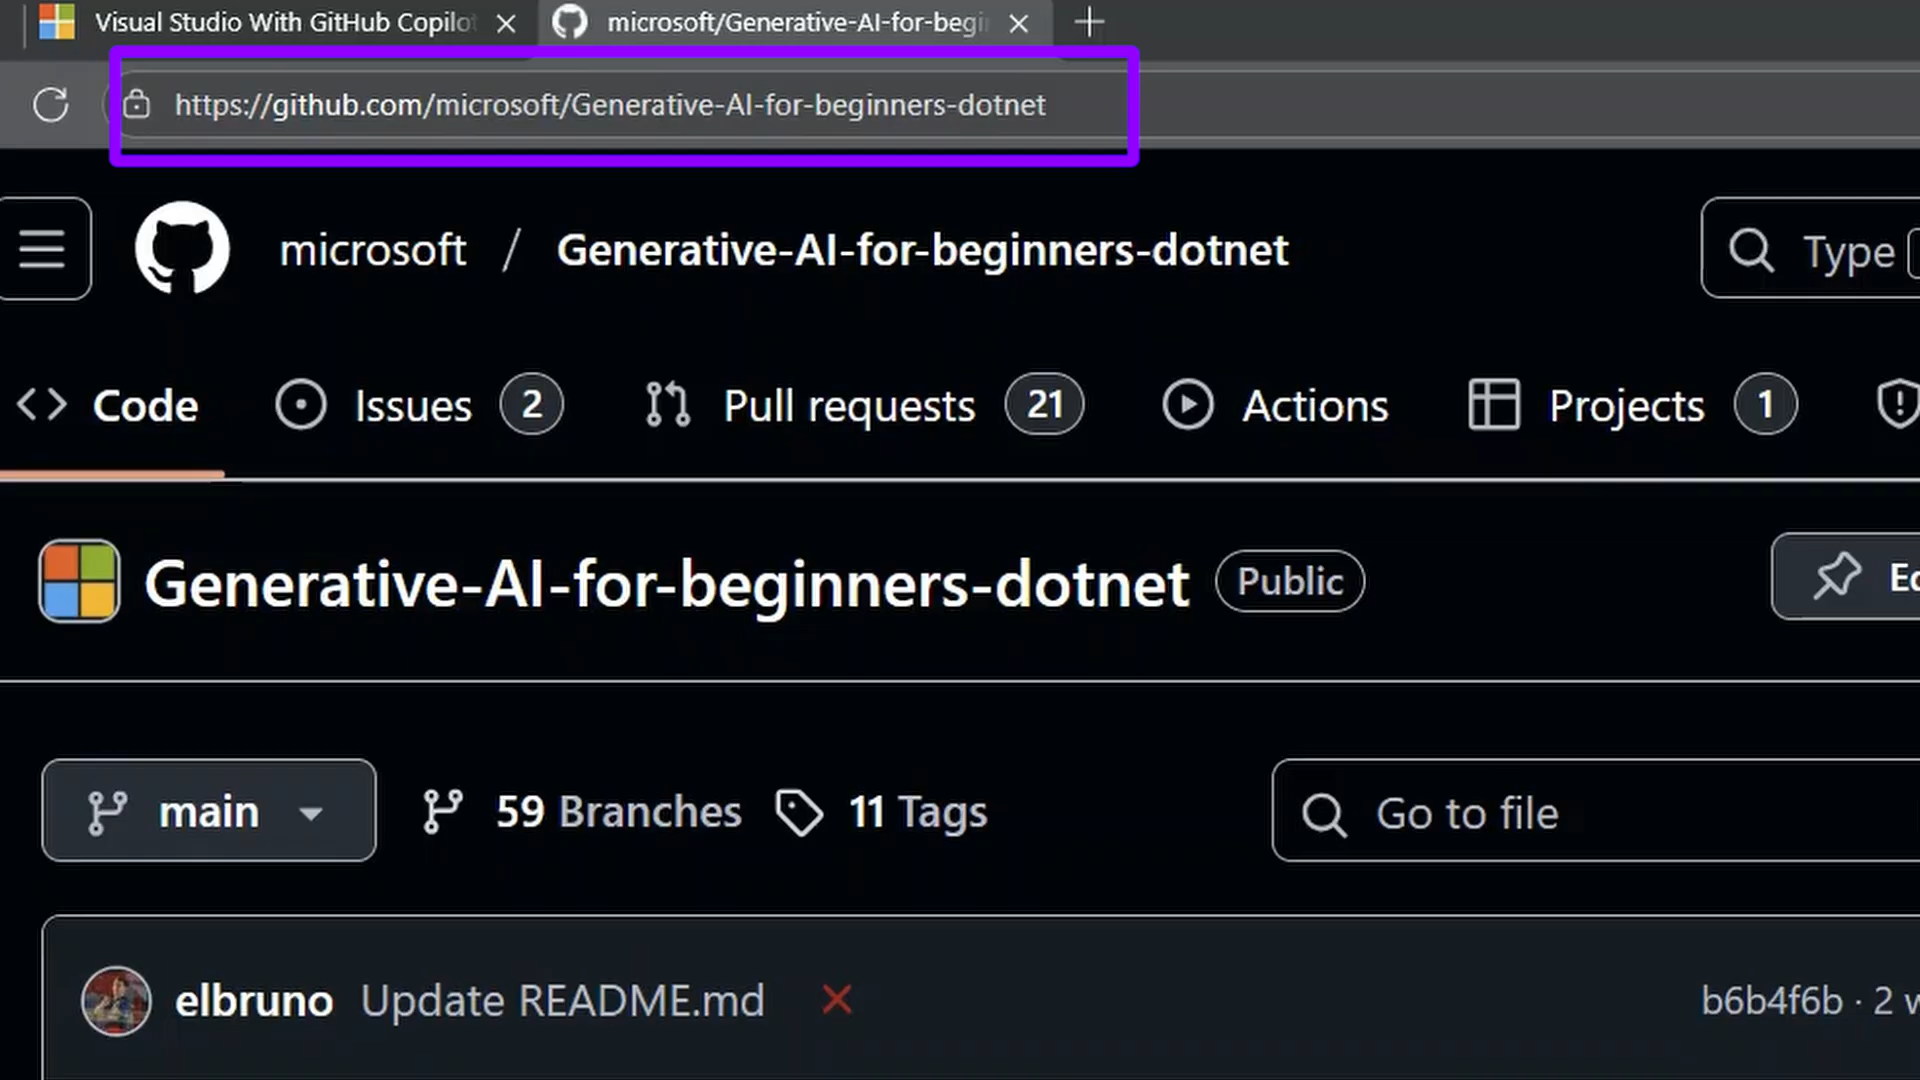 Visual Studio With GitHub Copilot
microsoft/Generative-AI-for-begi
https://github.com/microsoft/Generative-AI-for-beginners-dotnet
microsoft / Generative-AI-for-beginners-dotnet
Type
Code
Issues 2
Pull requests 21
Actions
Projects 1
Generative-AI-for-beginners-dotnet Public
main
59 Branches
11 Tags
Go to file
elbruno Update README.md
b6b4f6b · 2